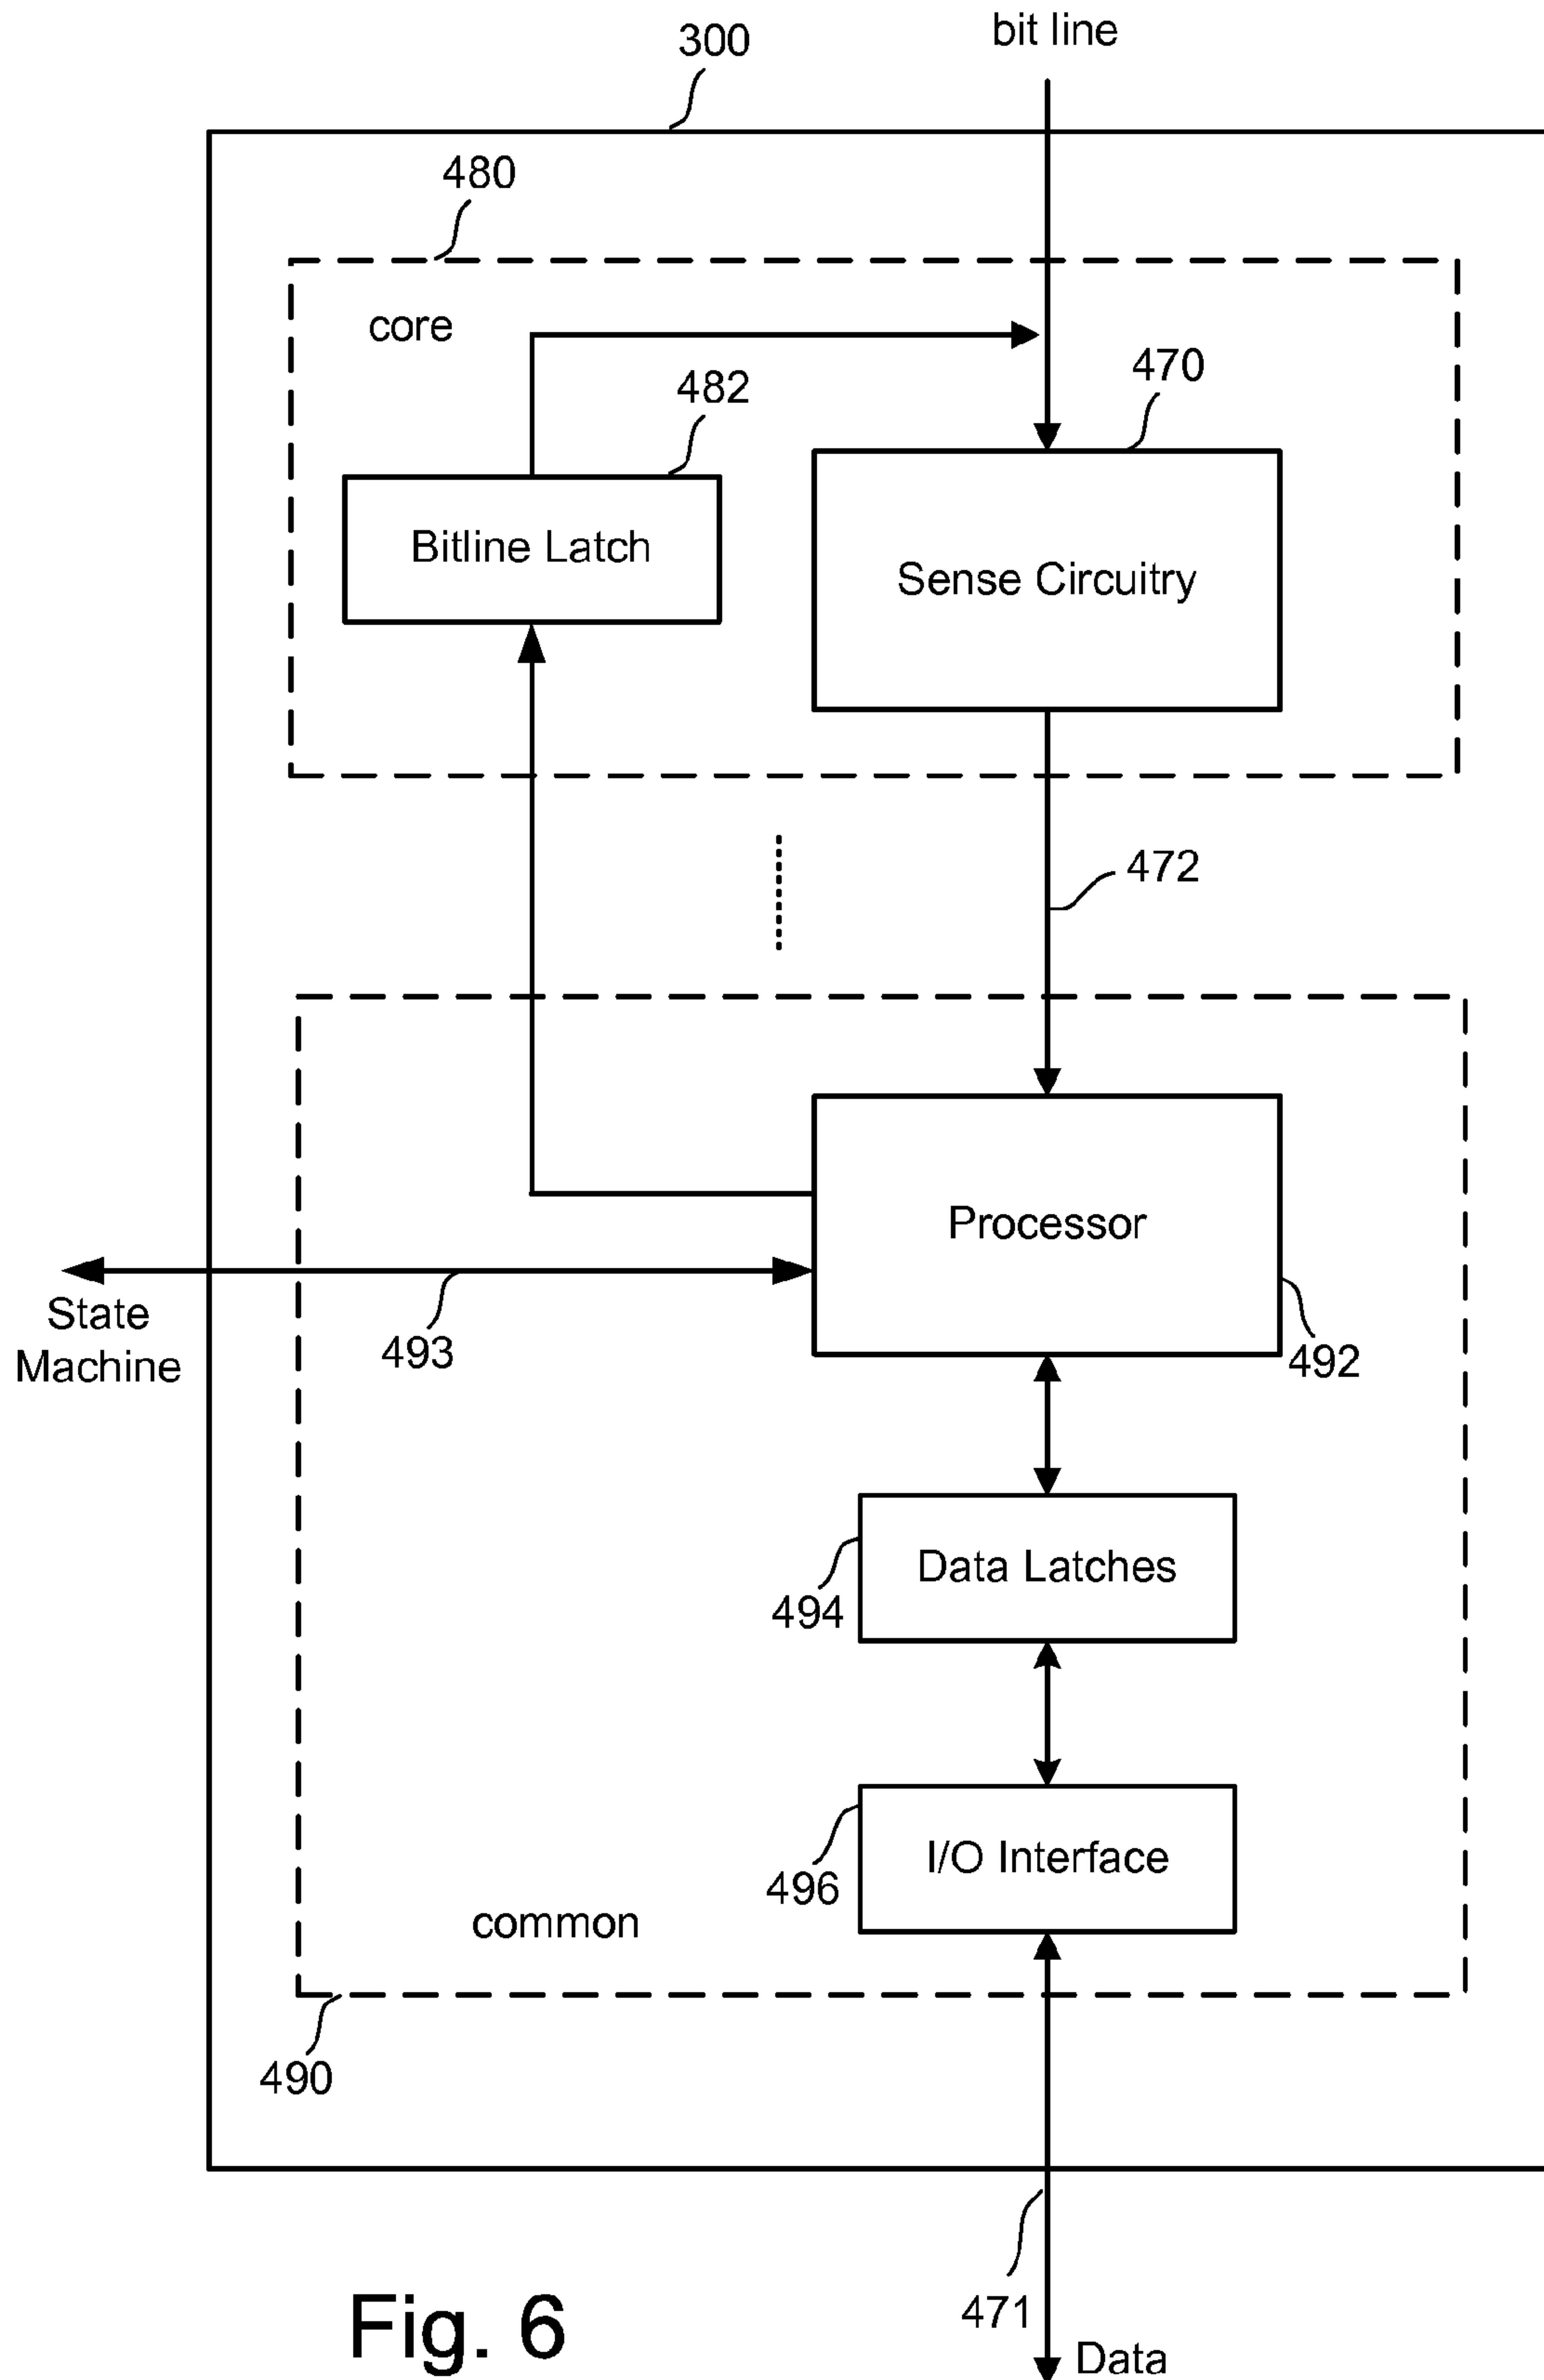 bit line
300
480
core
470
482
Bitline Latch
Sense Circuitry
472
Processor
State
Machine
493
492
Data Latches
494
I/O Interface
496
common
490
471
Data
Fig. 6